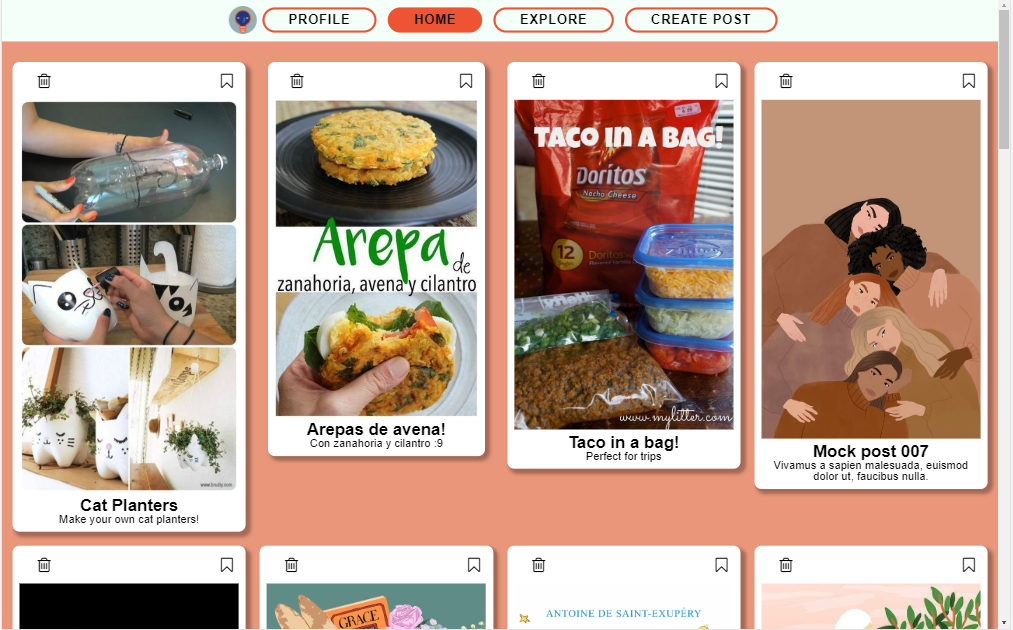 PROFILE
HOME
EXPLORE
CREATE POST
www.bnuzly.com
Cat Planters
Make your own cat planters!
Arepa
de
zanahoria, avena y cilantro
Arepas de avena!
Con zanahoria y cilantro :9
TACO in A BAG!
Doritos
Nacho Cheese
12
Doritos
www.mylitter.com
Taco in a bag!
Perfect for trips
Mock post 007
Vivamus a sapien malesuada, euismod
dolor ut, faucibus nulla.
GRACE
ANTOINE DE SAINT-EXUPÉRY